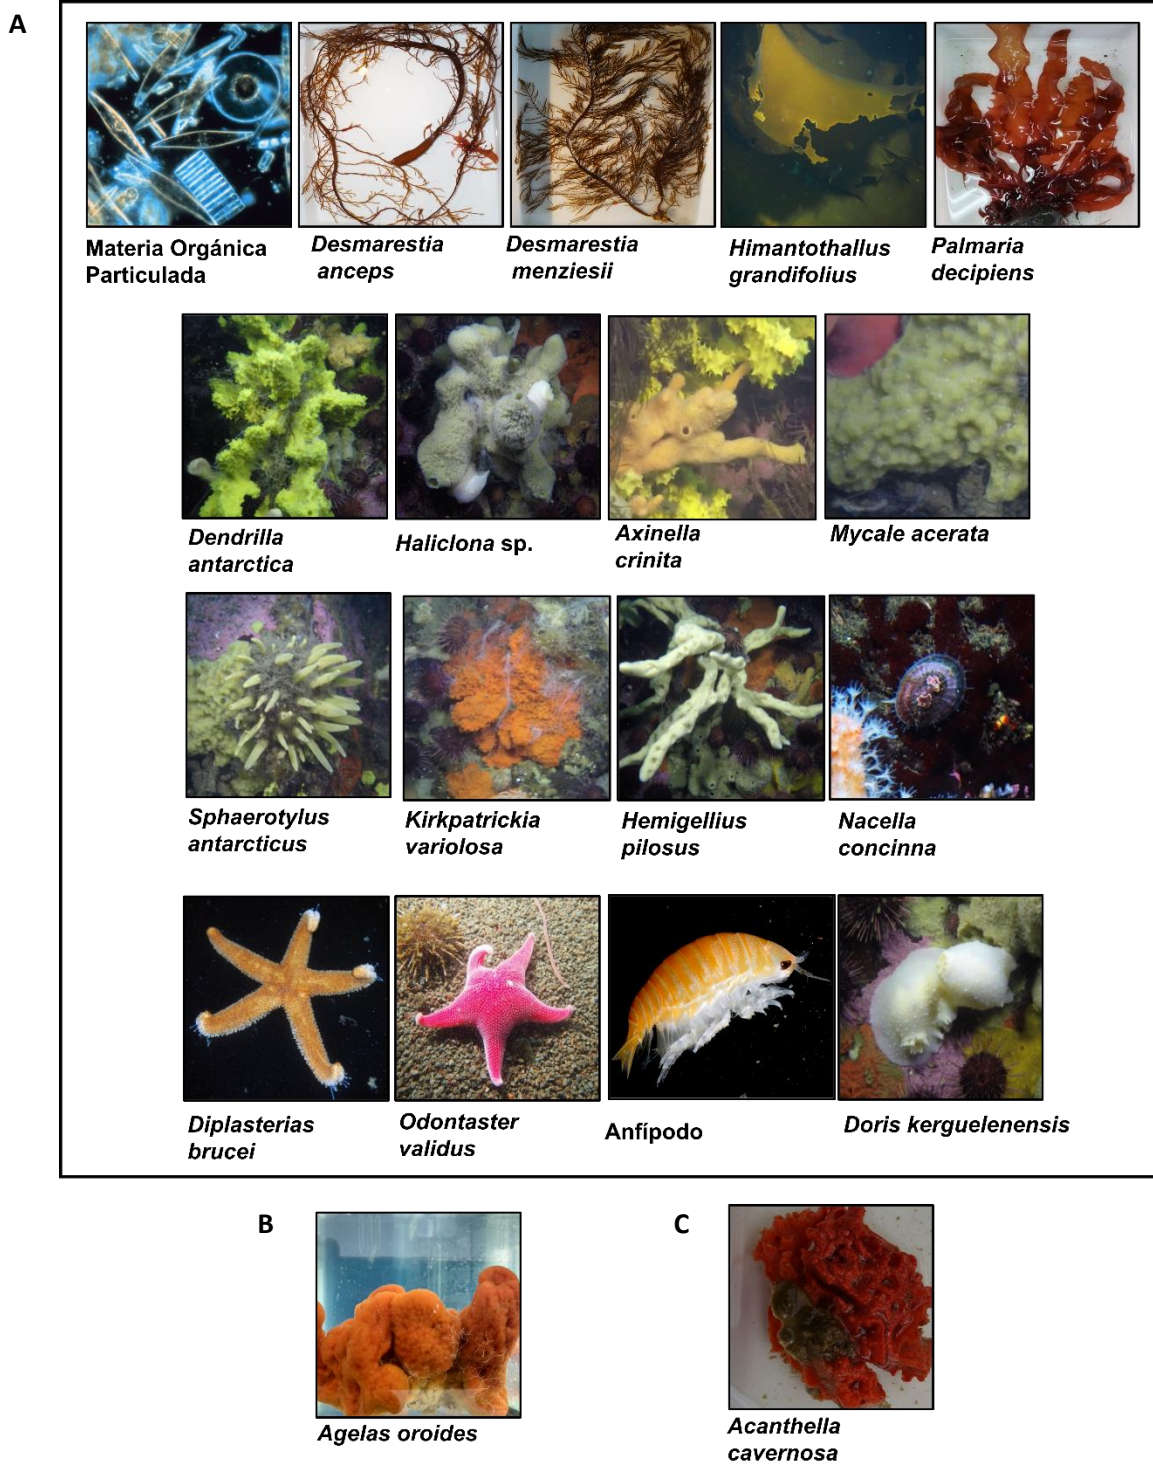 A
Materia Orgánica
Particulada
Desmarestia
anceps
Desmarestia
menziesii
Himantothallus
grandifolius
Palmaria
decipiens
Dendrilla
antarctica
Haliclona sp.
Axinella
crinita
Mycale acerata
Sphaerotylus
antarcticus
Kirkpatrickia
variolosa
Hemigellius
pilosus
Nacella
concinna
Diplasterias
brucei
Odontaster
validus
Anfípodo
Doris kerguelenensis
B
Agelas oroides
C
Acanthella
cavernosa